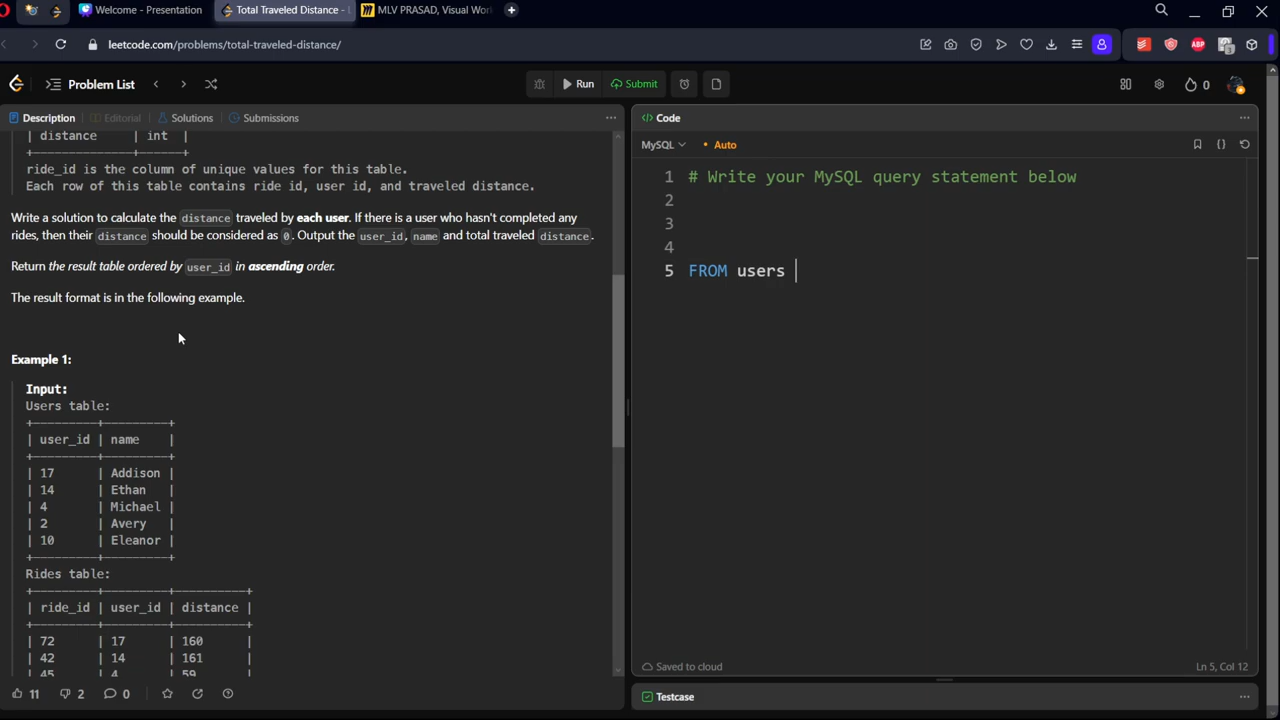 Welcome - Presentation
Total Traveled Distance -
MLV PRASAD, Visual Wor
leetcode.com/problems/total-traveled-distance/
ABP
3
Problem List
Run
Submit
0
Description
Editorial
Solutions
Submissions
| distance | int |
+----------+------+
ride_id is the column of unique values for this table.
Each row of this table contains ride id, user id, and traveled distance.
Write a solution to calculate the distance traveled by each user. If there is a user who hasn't completed any
rides, then their distance should be considered as 0. Output the user_id, name and total traveled distance.
Return the result table ordered by user_id in ascending order.
The result format is in the following example.
Example 1:
Input:
Users table:
+---------+---------+
| user_id | name |
+---------+---------+
| 17 | Addison |
| 14 | Ethan |
| 4 | Michael |
| 2 | Avery |
| 10 | Eleanor |
+---------+---------+
Rides table:
+---------+---------+----------+
| ride_id | user_id | distance |
+---------+---------+----------+
| 72 | 17 | 160 |
| 42 | 14 | 161 |
| 45 | 4 | 59 |
11
2
0
Code
MySQL
• Auto
1 # Write your MySQL query statement below
2
3
4
5 FROM users
Saved to cloud
Ln 5, Col 12
Testcase